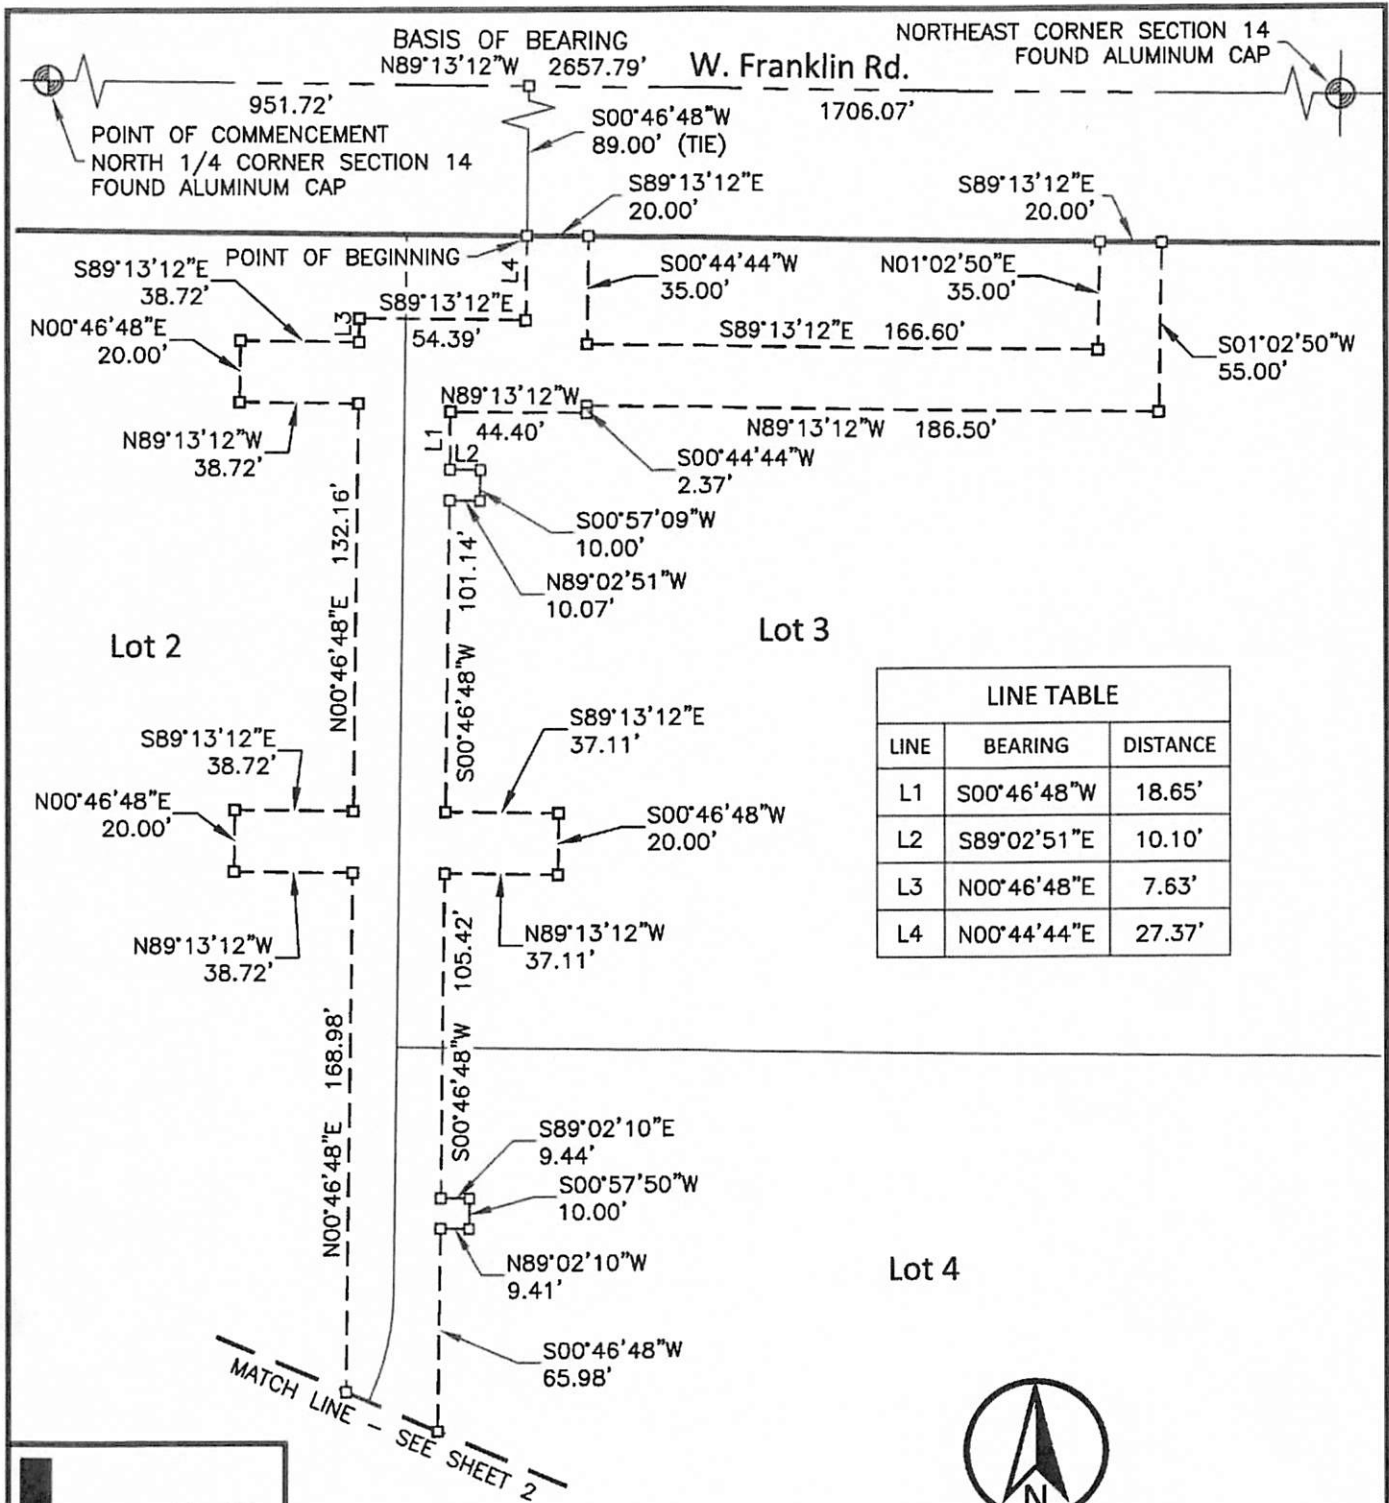 BASIS OF BEARING
N89°13'12"W 2657.79'
W. Franklin Rd.
NORTHEAST CORNER SECTION 14
FOUND ALUMINUM CAP
951.72'
1706.07'
POINT OF COMMENCEMENT
NORTH 1/4 CORNER SECTION 14
FOUND ALUMINUM CAP
S00°46'48"W
89.00' (TIE)
S89°13'12"E
20.00'
S89°13'12"E
20.00'
POINT OF BEGINNING
S89°13'12"E
38.72'
L4
S00°44'44"W
35.00'
N01°02'50"E
35.00'
S89°13'12"E
54.39'
L3
N00°46'48"E
20.00'
S89°13'12"E 166.60'
S01°02'50"W
55.00'
N89°13'12"W
38.72'
N89°13'12"W
44.40'
N89°13'12"W 186.50'
L1
L2
S00°44'44"W
2.37'
S00°57'09"W
10.00'
N89°02'51"W
10.07'
N00°46'48"E 132.16'
S00°46'48"W 101.14'
Lot 2
Lot 3
LINE TABLE
LINE BEARING DISTANCE
L1 S00°46'48"W 18.65'
L2 S89°02'51"E 10.10'
L3 N00°46'48"E 7.63'
L4 N00°44'44"E 27.37'
S89°13'12"E
38.72'
S89°13'12"E
37.11'
N00°46'48"E
20.00'
S00°46'48"W
20.00'
N89°13'12"W
38.72'
N89°13'12"W
37.11'
N00°46'48"E 168.98'
S00°46'48"W 105.42'
S89°02'10"E
9.44'
S00°57'50"W
10.00'
N89°02'10"W
9.41'
Lot 4
S00°46'48"W
65.98'
MATCH LINE - SEE SHEET 2
N